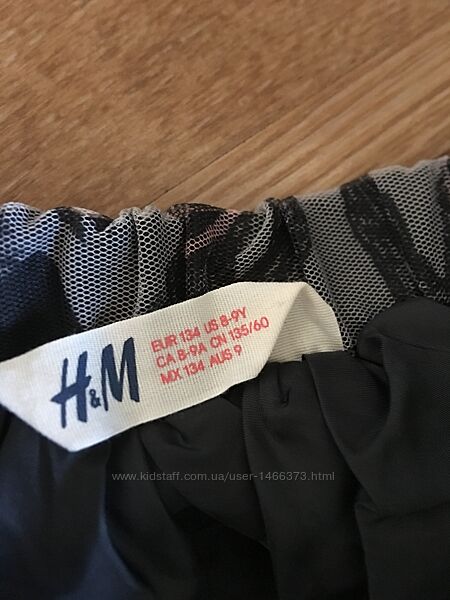 H&M
EUR 134 US 8-9Y
CA 8-9A CN 135/60
MX 134 AUS 9
www.kidstaff.com.ua/user-1466373.html